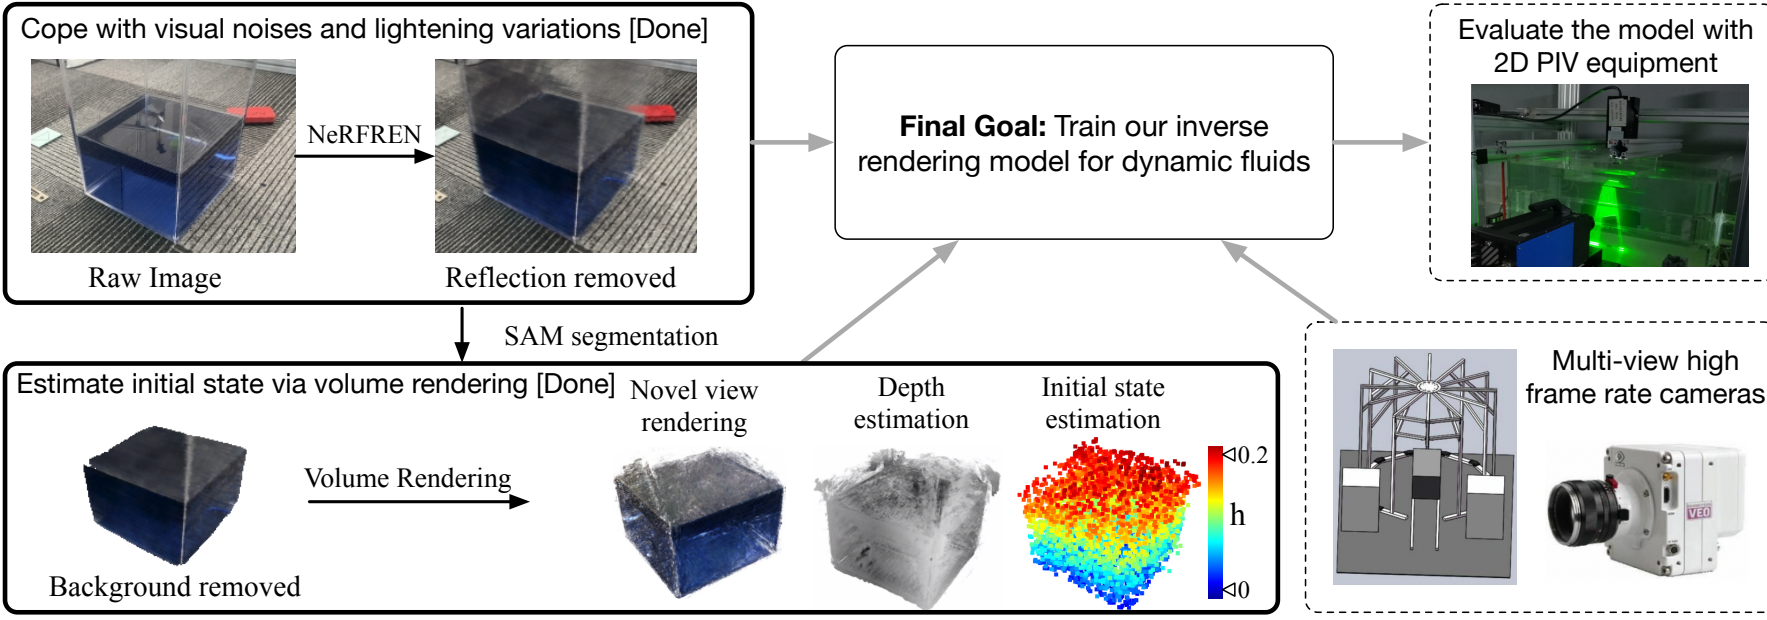 Cope with visual noises and lightening variations [Done]
NeRFREN
Raw Image
Reflection removed
SAM segmentation
Final Goal: Train our inverse
rendering model for dynamic fluids
Evaluate the model with
2D PIV equipment
Estimate initial state via volume rendering [Done]
Background removed
Volume Rendering
Novel view
rendering
Depth
estimation
Initial state
estimation
0.2
h
0
Multi-view high
frame rate cameras
VEO